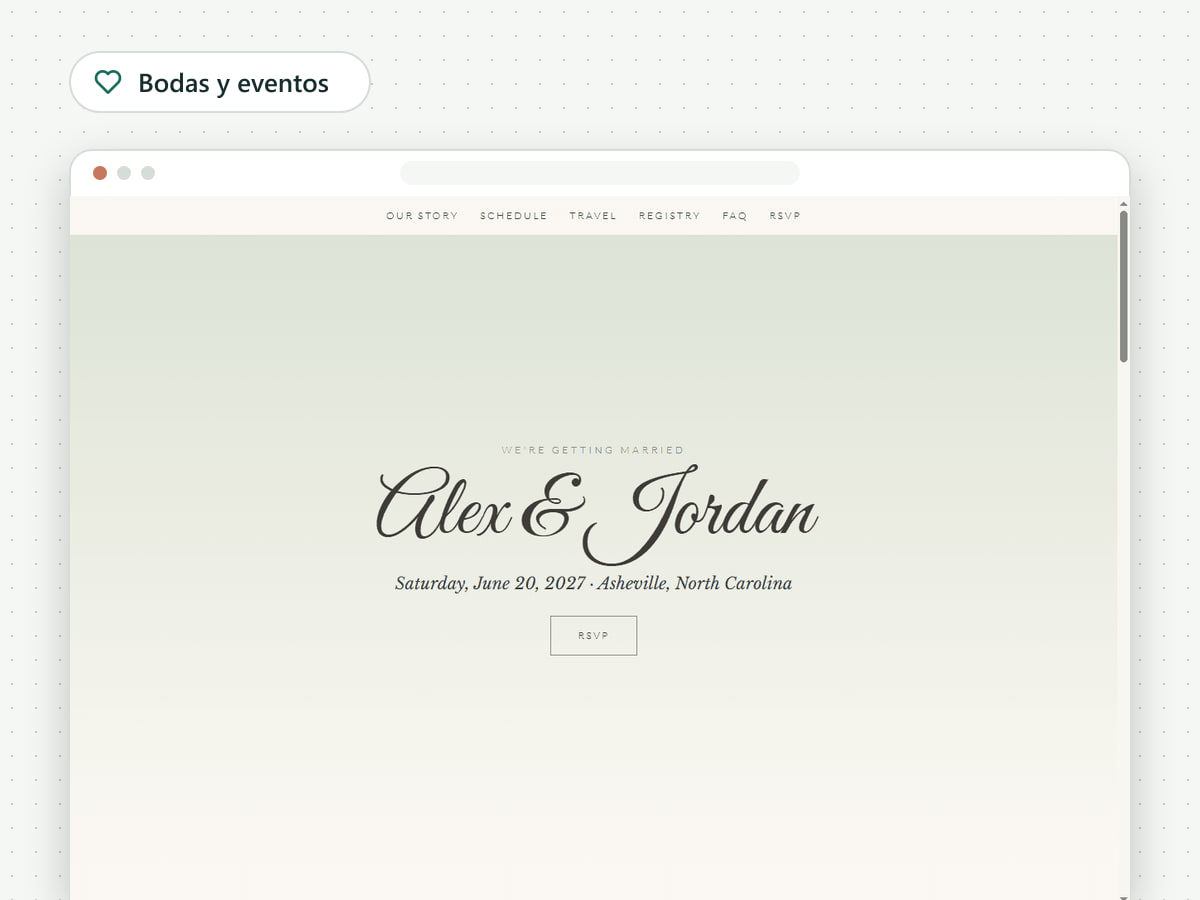 Bodas y eventos
OUR STORY SCHEDULE TRAVEL REGISTRY FAQ RSVP
WE'RE GETTING MARRIED
Alex & Jordan
Saturday, June 20, 2027 · Asheville, North Carolina
RSVP